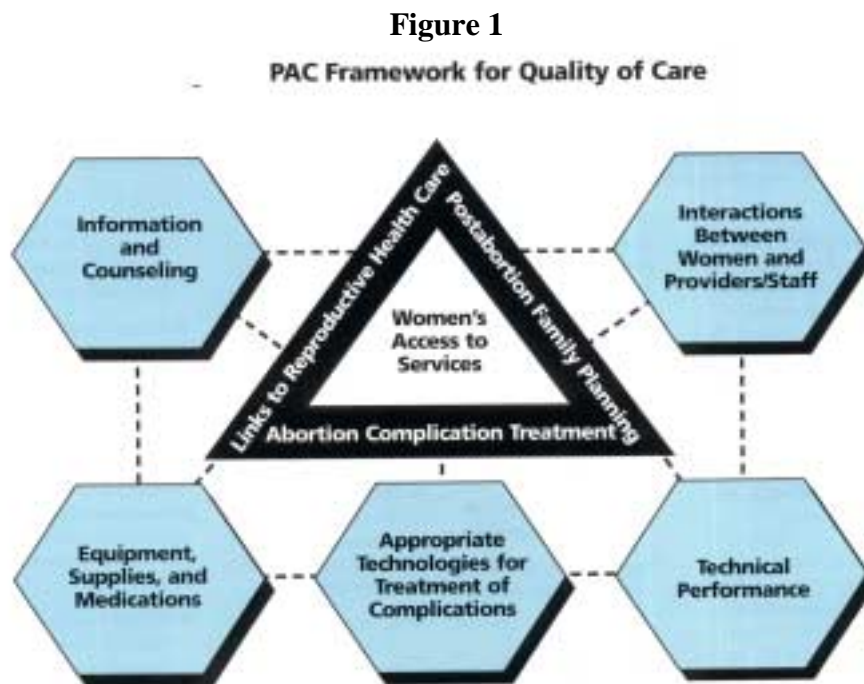 Figure 1
PAC Framework for Quality of Care
Information
and
Counseling
Links to Reproductive Health Care
Postabortion Family Planning
Women's
Access to
Services
Abortion Complication Treatment
Interactions
Between
Women and
Providers/Staff
Equipment,
Supplies, and
Medications
Appropriate
Technologies for
Treatment of
Complications
Technical
Performance